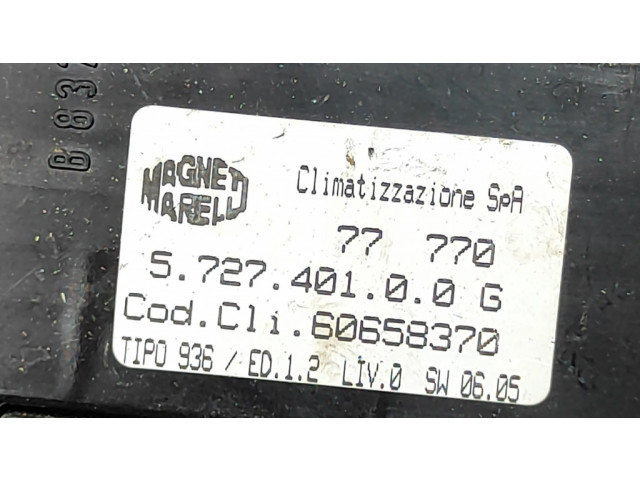 B 832
MAGNETI
MARELLI
Climatizzazione SpA
77 770
5.727.401.0.0 G
Cod.Cli.60658370
TIPO 936 / ED.1.2 LIV.0 SW 06.05